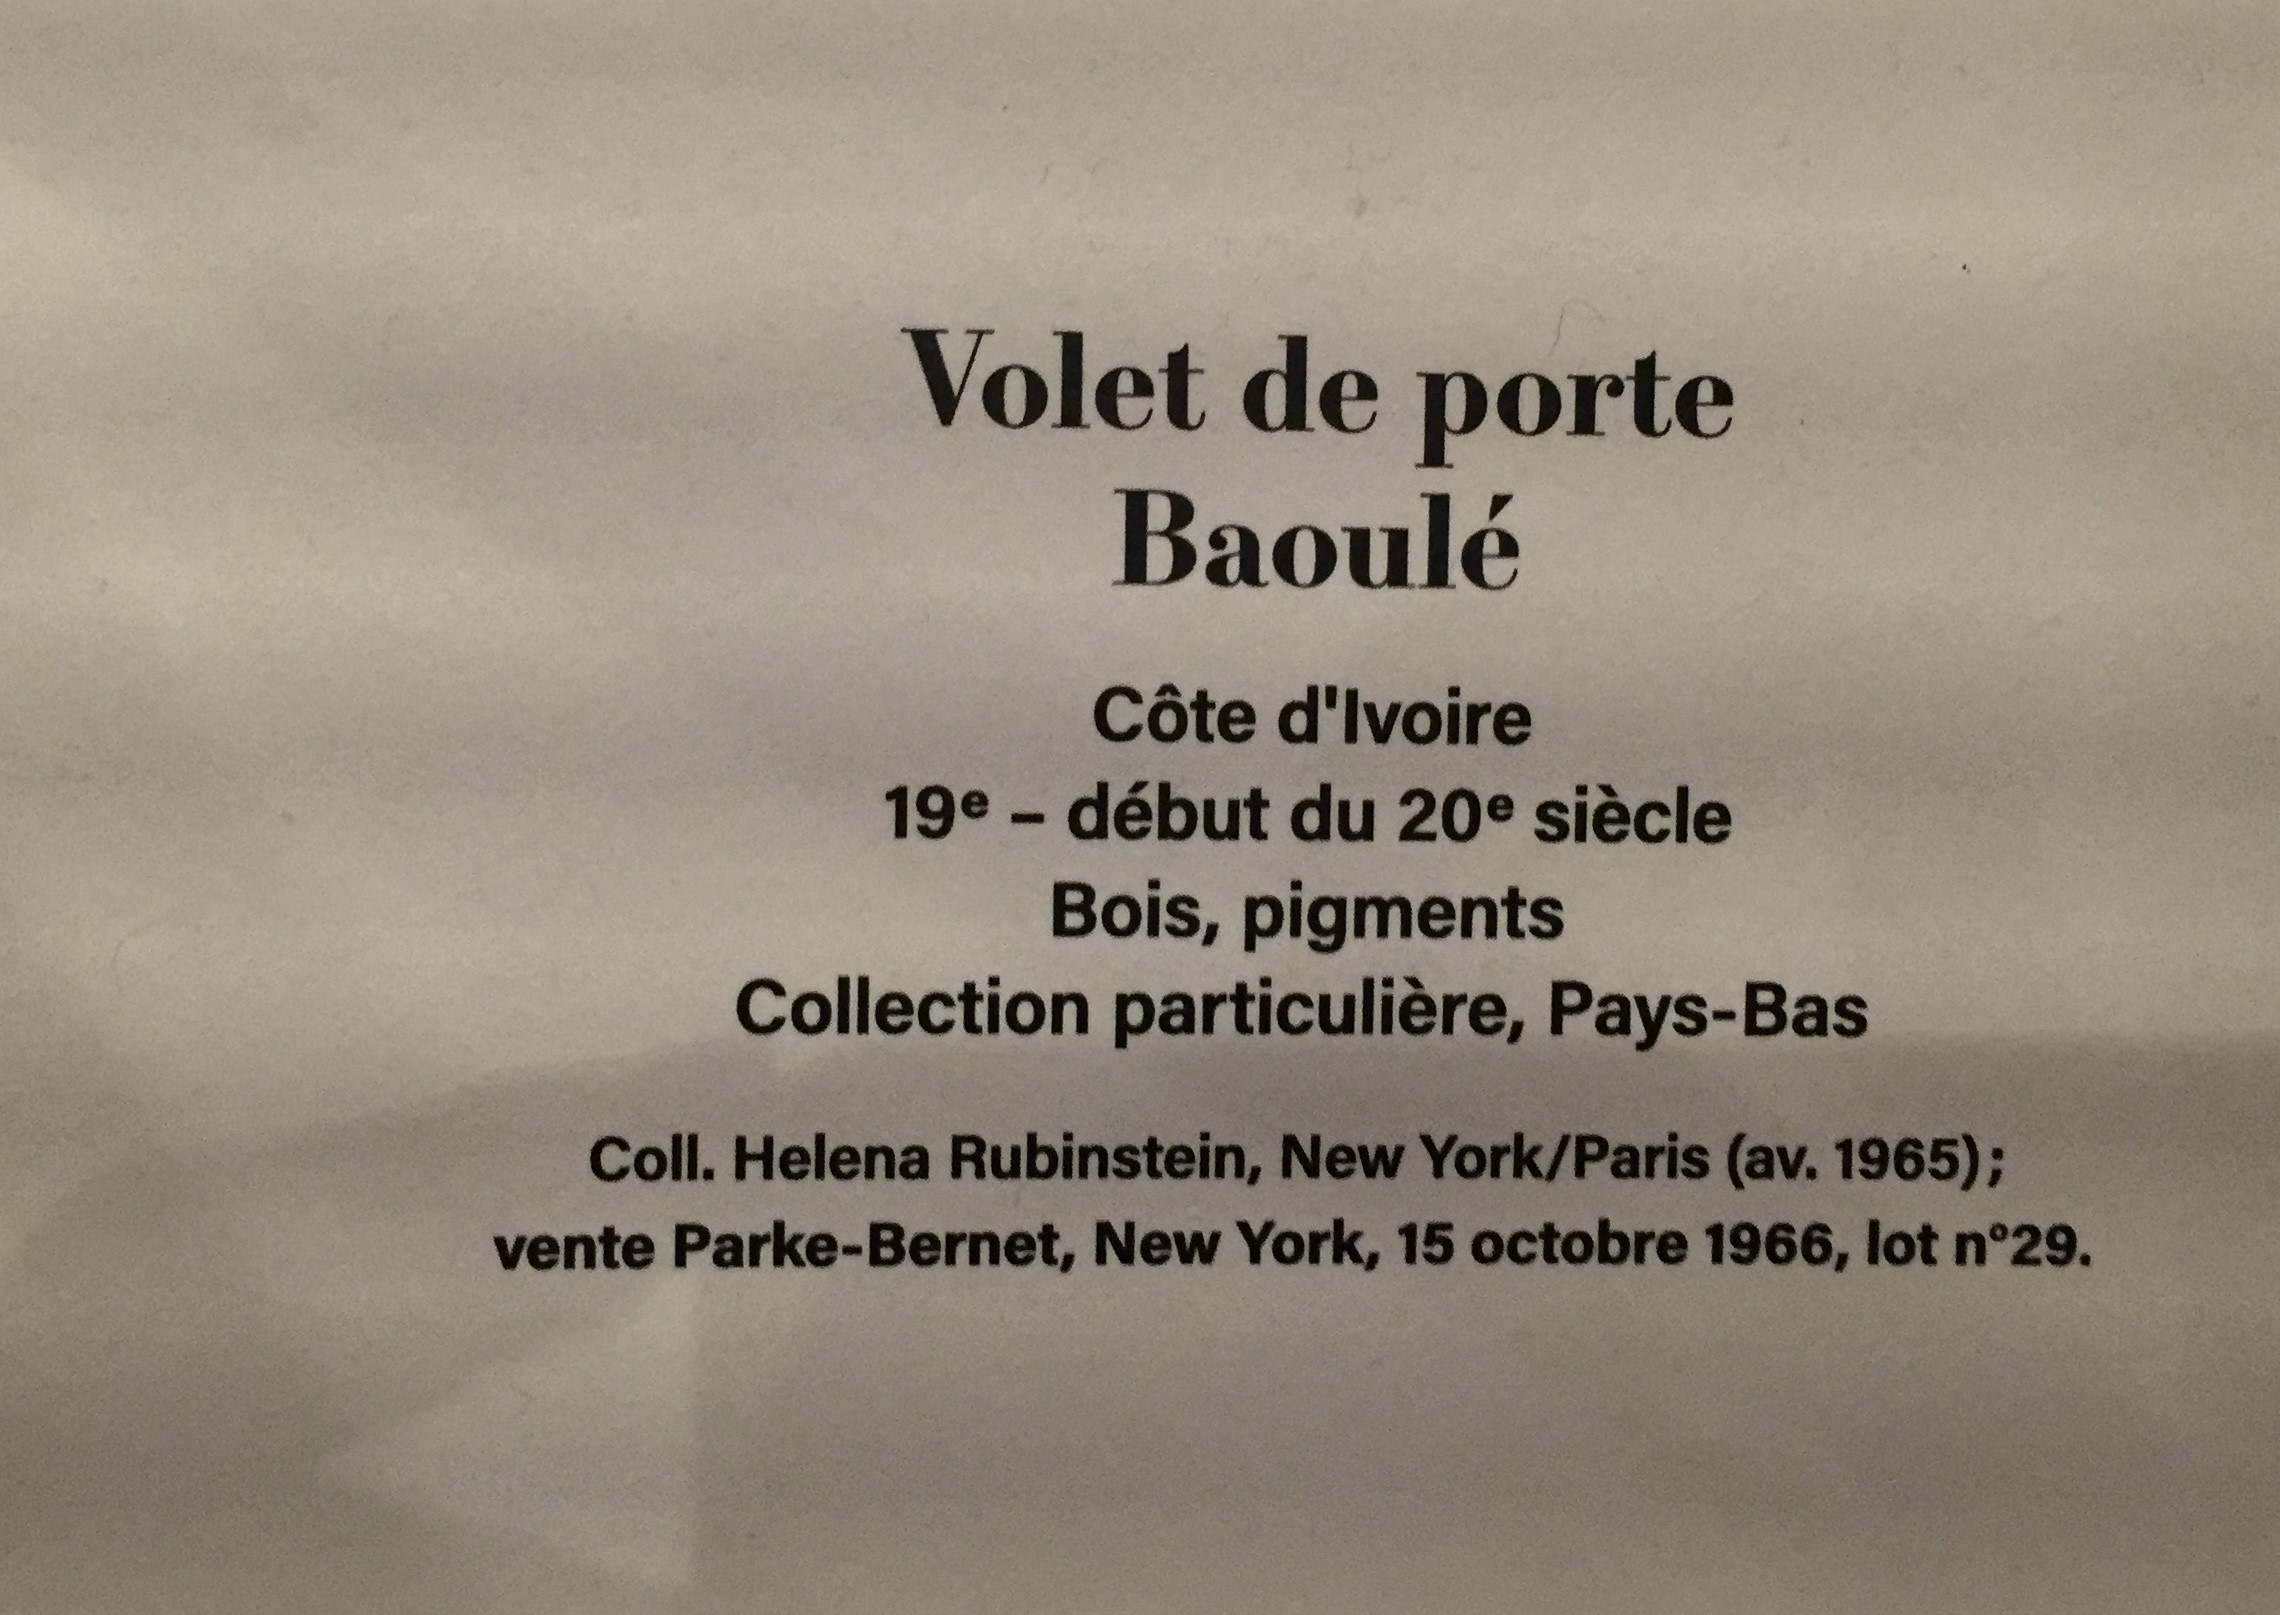 Volet de porte
Baoulé
Côte d'Ivoire
19e – début du 20e siècle
Bois, pigments
Collection particulière, Pays-Bas
Coll. Helena Rubinstein, New York/Paris (av. 1965);
vente Parke-Bernet, New York, 15 octobre 1966, lot n°29.